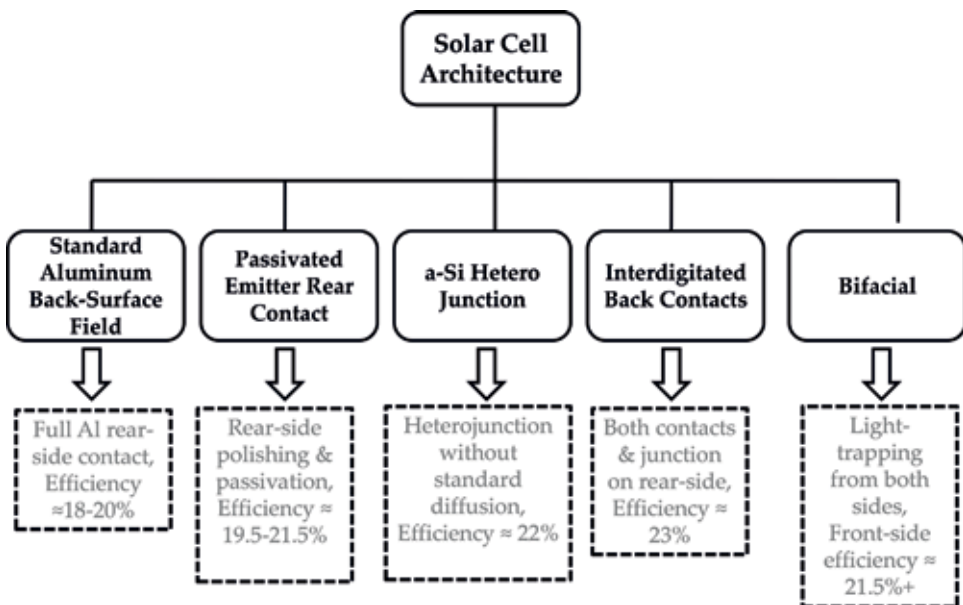 Solar Cell
Architecture
Standard
Aluminum
Back-Surface
Field
Passivated
Emitter Rear
Contact
a-Si Hetero
Junction
Interdigitated
Back Contacts
Bifacial
Full Al rear-
side contact,
Efficiency
≈18-20%
Rear-side
polishing &
passivation,
Efficiency ≈
19.5-21.5%
Heterojunction
without
standard
diffusion,
Efficiency ≈ 22%
Both contacts
& junction
on rear-side,
Efficiency ≈
23%
Light-
trapping
from both
sides,
Front-side
efficiency ≈
21.5%+